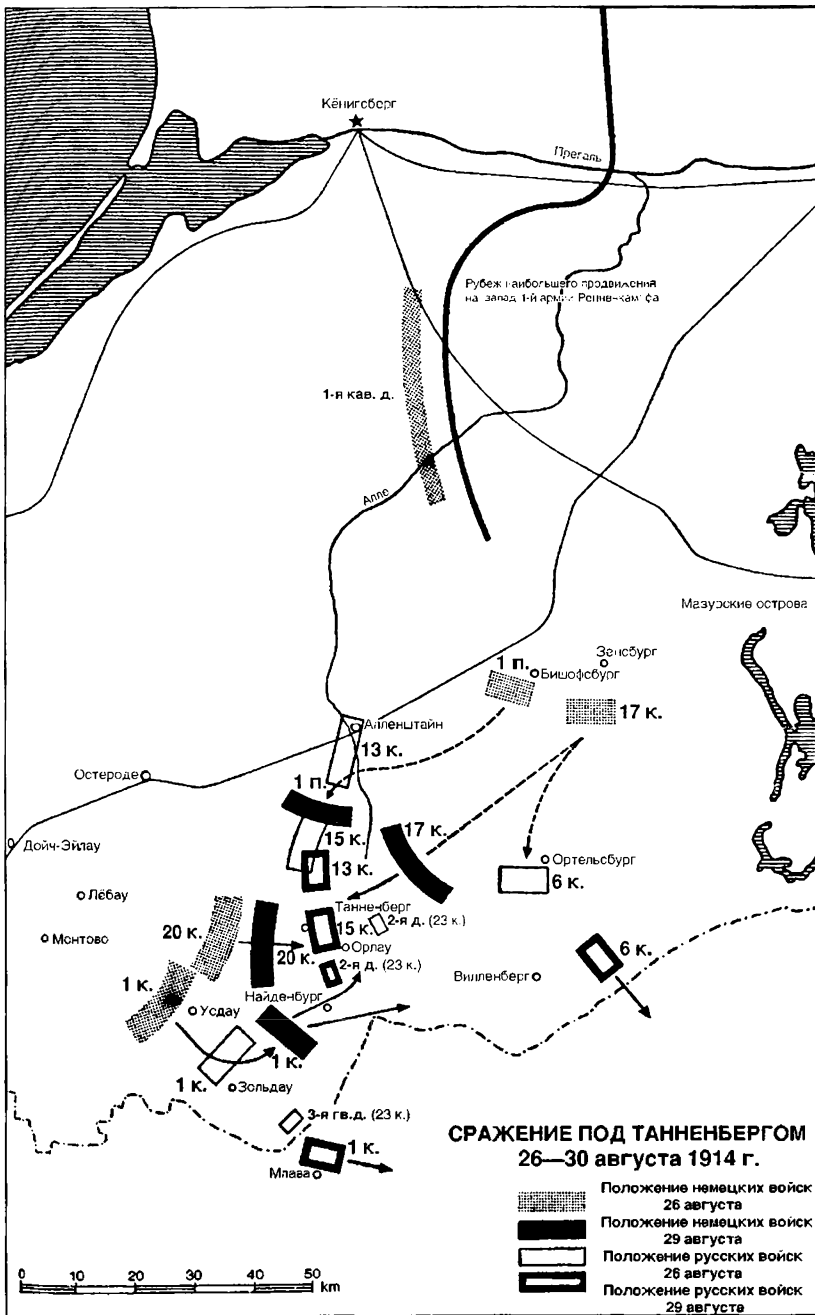 Кёнигсберг
Прегаль
Рубеж наибольшего продвижения
на запад 1-й армии
1-я кав. д.
Алле
Мазурские острова
Зенсбург
1 п.
Бишофсбург
17 к.
Алленштайн
13 к.
Остероде
1 п.
15 к.
17 к.
Дойч-Эйлау
13 к.
Ортельсбург
6 к.
Лёбау
Танненберг
20 к.
15 к.
2-я д. (23 к.)
Монтово
Орлау
6 к.
20 к.
2-я д. (23 к.)
Вилленберг
1 к.
Найденбург
Усдау
1 к.
1 к.
Зольдау
3-я гв.д. (23 к.)
1 к.
Млава
СРАЖЕНИЕ ПОД ТАННЕНБЕРГОМ
26—30 августа 1914 г.
Положение немецких войск
26 августа
Положение немецких войск
29 августа
Положение русских войск
26 августа
Положение русских войск
29 августа
0 10 20 30 40 50
km